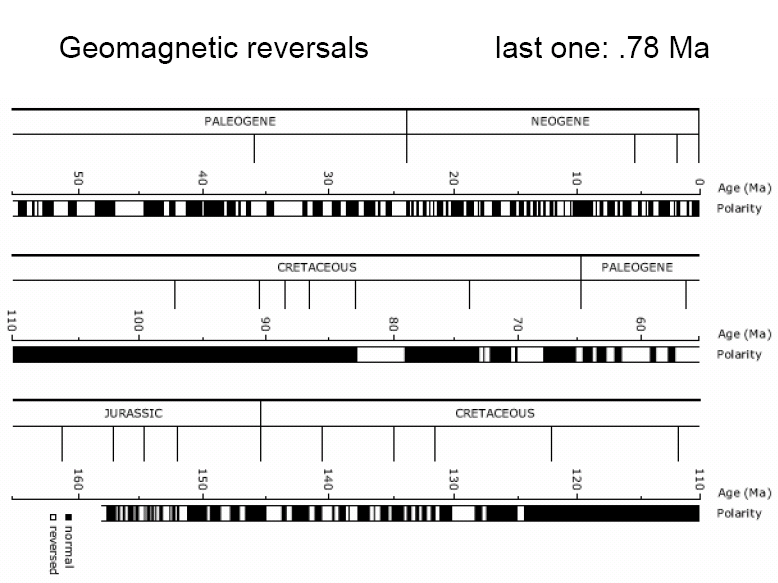 Geomagnetic reversals last one: .78 Ma
PALEOGENE NEOGENE
50 40 30 20 10 0 Age (Ma)
Polarity
CRETACEOUS PALEOGENE
110 100 90 80 70 60 Age (Ma)
Polarity
JURASSIC CRETACEOUS
160 150 140 130 120 110 Age (Ma)
Polarity
normal
reversed